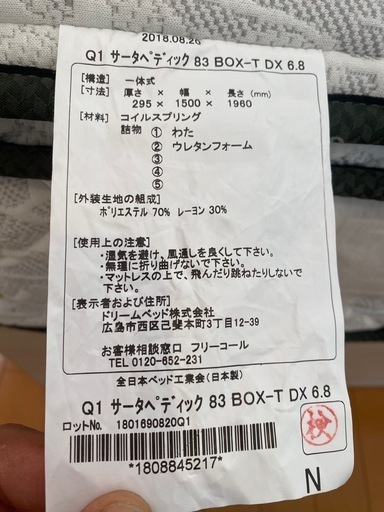 2018.08.26
Q1 サータペディック 83 BOX-T DX 6.8
[構造] 一体式
[寸法] 厚さ × 幅 × 長さ (mm)
295 × 1500 × 1960
[材料] コイルスプリング
詰物 ① わた
② ウレタンフォーム
③
④
⑤
[外装生地の組成]
ポリエステル 70% レーヨン 30%
[使用上の注意]
・湿気を避け、風通しを良くして下さい。
・無理に折り曲げないで下さい。
・マットレスの上で、飛んだり跳ねたりしないで下さい。
[表示者および住所]
ドリームベッド株式会社
広島市西区己斐本町3丁目12-39
お客様相談窓口 フリーコール
TEL 0120-652-231
全日本ベッド工業会(日本製)
Q1 サータペディック 83 BOX-T DX 6.8
ロットNo. 1801690820Q1
*1808845217*
N